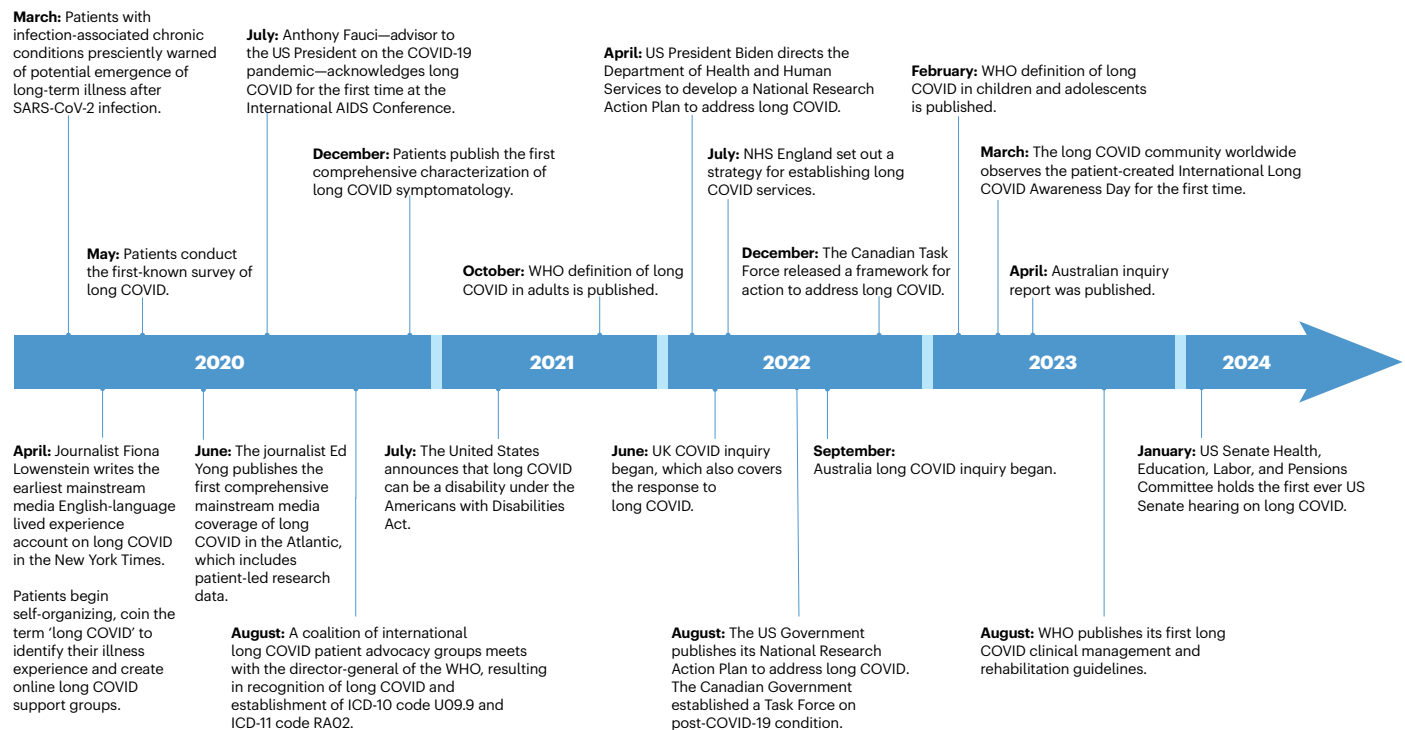 March: Patients with
infection-associated chronic
conditions presciently warned
of potential emergence of
long-term illness after
SARS-CoV-2 infection.
July: Anthony Fauci—advisor to
the US President on the COVID-19
pandemic—acknowledges long
COVID for the first time at the
International AIDS Conference.
April: US President Biden directs the
Department of Health and Human
Services to develop a National Research
Action Plan to address long COVID.
February: WHO definition of long
COVID in children and adolescents
is published.
December: Patients publish the first
comprehensive characterization of
long COVID symptomatology.
July: NHS England set out a
strategy for establishing long
COVID services.
March: The long COVID community worldwide
observes the patient-created International Long
COVID Awareness Day for the first time.
May: Patients conduct
the first-known survey of
long COVID.
October: WHO definition of long
COVID in adults is published.
December: The Canadian Task
Force released a framework for
action to address long COVID.
April: Australian inquiry
report was published.
2020
2021
2022
2023
2024
April: Journalist Fiona
Lowenstein writes the
earliest mainstream
media English-language
lived experience
account on long COVID
in the New York Times.
Patients begin
self-organizing, coin the
term ‘long COVID’ to
identify their illness
experience and create
online long COVID
support groups.
June: The journalist Ed
Yong publishes the
first comprehensive
mainstream media
coverage of long
COVID in the Atlantic,
which includes
patient-led research
data.
July: The United States
announces that long COVID
can be a disability under the
Americans with Disabilities
Act.
June: UK COVID inquiry
began, which also covers
the response to
long COVID.
September:
Australia long COVID inquiry began.
January: US Senate Health,
Education, Labor, and Pensions
Committee holds the first ever US
Senate hearing on long COVID.
August: A coalition of international
long COVID patient advocacy groups meets
with the director-general of the WHO, resulting
in recognition of long COVID and
establishment of ICD-10 code U09.9 and
ICD-11 code RA02.
August: The US Government
publishes its National Research
Action Plan to address long COVID.
The Canadian Government
established a Task Force on
post-COVID-19 condition.
August: WHO publishes its first long
COVID clinical management and
rehabilitation guidelines.